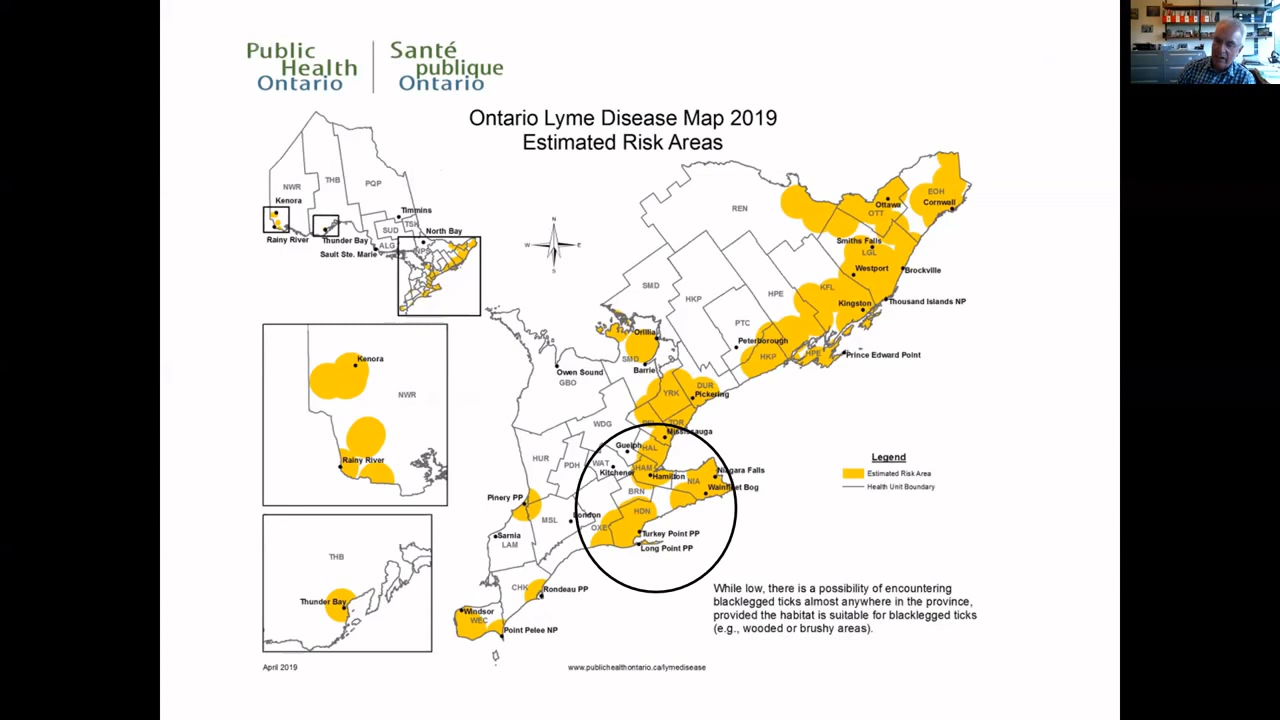 Public
Health
Ontario
Santé
publique
Ontario
Ontario Lyme Disease Map 2019
Estimated Risk Areas
NWR
THB
PQP
Kenora
Timmins
TSK
SUD
North Bay
Rainy River
Thunder Bay
ALG
Sault Ste. Marie
N
W
E
S
REN
EOH
Ottawa
Cornwall
OTT
Smiths Falls
LGL
Westport
Brockville
SMD
HPE
KFL
HKP
Kingston
Thousand Islands NP
PTC
Orillia
Peterborough
HKP
HPE
Prince Edward Point
SMD
Barrie
Owen Sound
GBO
YRK
DUR
Pickering
WDG
TOR
Mississauga
Guelph
HAL
HUR
PDH
WAT
Kitchener
HAM
Hamilton
Niagara Falls
NIA
Wainfleet Bog
BRN
Pinery PP
HDN
MSL
London
OXE
Turkey Point PP
Sarnia
LAM
Long Point PP
CHK
Rondeau PP
Windsor
WEC
Point Pelee NP
Kenora
NWR
Rainy River
THB
Thunder Bay
Legend
Estimated Risk Area
Health Unit Boundary
While low, there is a possibility of encountering
blacklegged ticks almost anywhere in the province,
provided the habitat is suitable for blacklegged ticks
(e.g., wooded or brushy areas).
April 2019
www.publichealthontario.ca/lymedisease